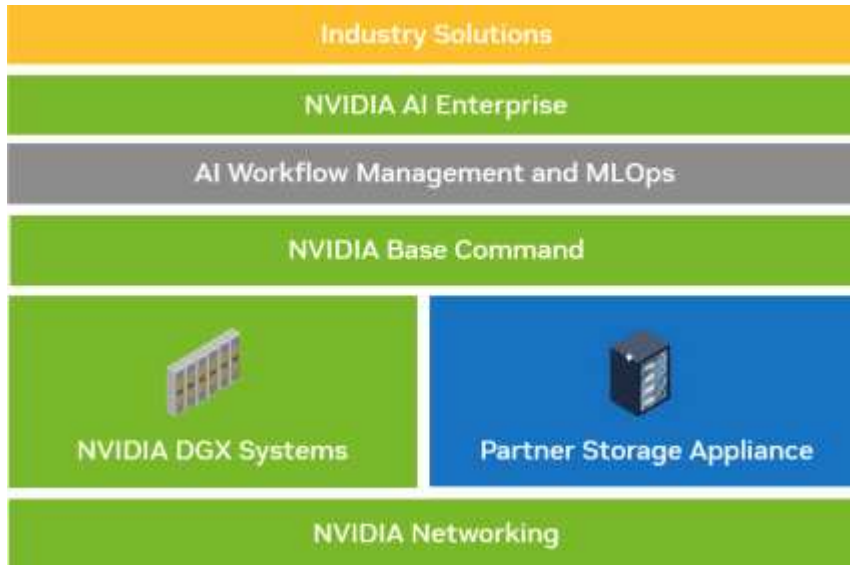 Industry Solutions
NVIDIA AI Enterprise
AI Workflow Management and MLOps
NVIDIA Base Command
NVIDIA DGX Systems
Partner Storage Appliance
NVIDIA Networking